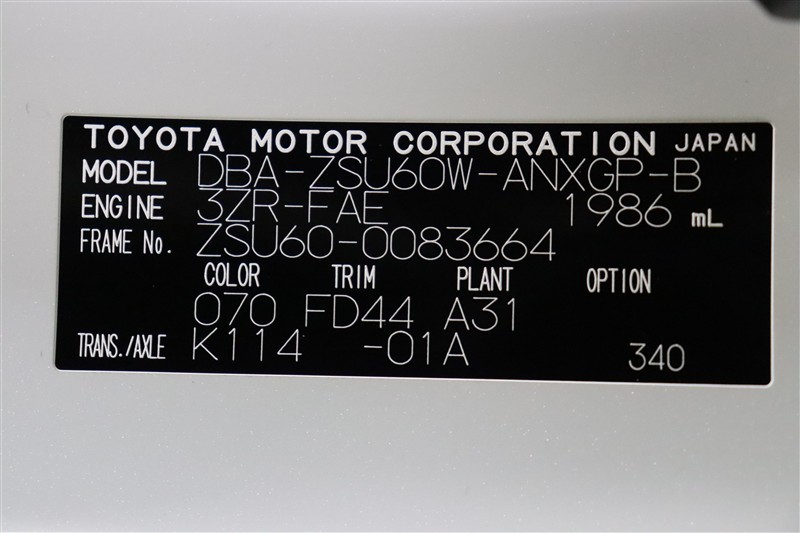 TOYOTA MOTOR CORPORATION JAPAN
MODEL DBA-ZSU60W-ANXGP-B
ENGINE 3ZR-FAE 1986 mL
FRAME No. ZSU60-0083664
COLOR TRIM PLANT OPTION
070 FD44 A31
TRANS./AXLE K114 -01A 340